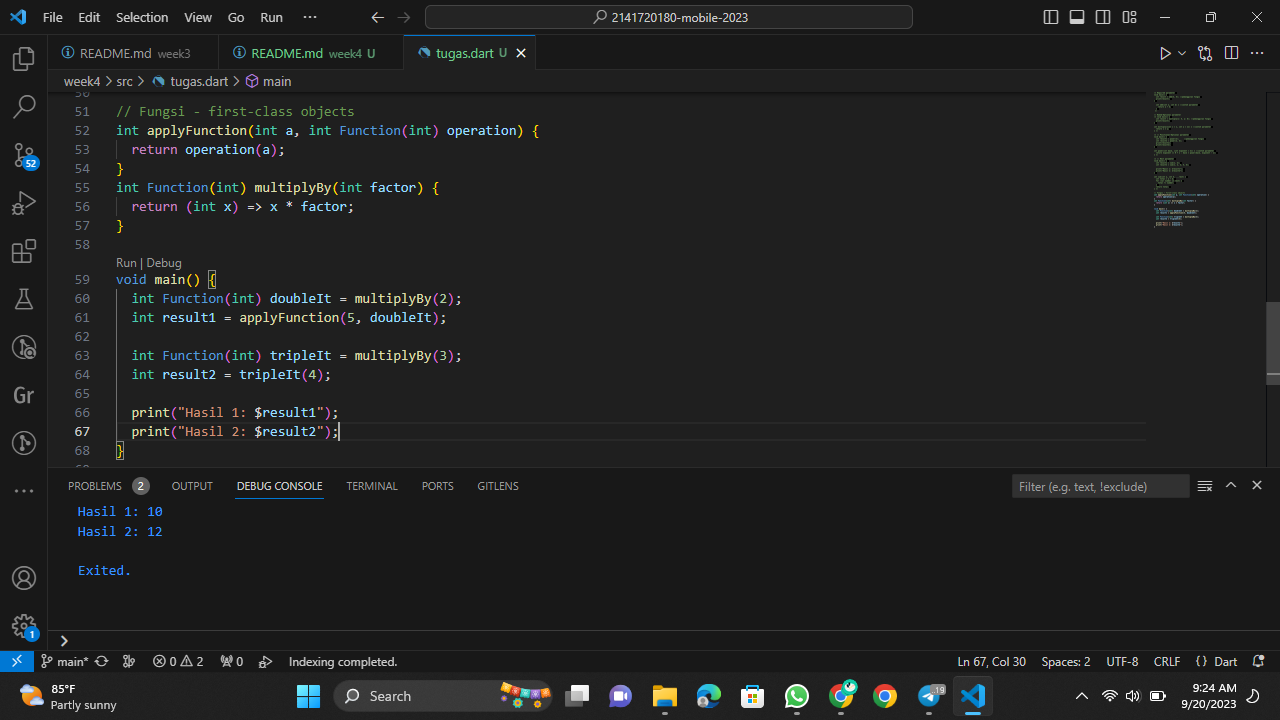 File Edit Selection View Go Run ··· 2141720180-mobile-2023
README.md week3 README.md week4 U tugas.dart U
week4 > src > tugas.dart > main
50
51 // Fungsi - first-class objects
52 int applyFunction(int a, int Function(int) operation) {
53 return operation(a);
54 }
55 int Function(int) multiplyBy(int factor) {
56 return (int x) => x * factor;
57 }
58
Run | Debug
59 void main() {
60 int Function(int) doubleIt = multiplyBy(2);
61 int result1 = applyFunction(5, doubleIt);
62
63 int Function(int) tripleIt = multiplyBy(3);
64 int result2 = tripleIt(4);
65
66 print("Hasil 1: $result1");
67 print("Hasil 2: $result2");
68 }
PROBLEMS 2 OUTPUT DEBUG CONSOLE TERMINAL PORTS GITLENS Filter (e.g. text, !exclude)
Hasil 1: 10
Hasil 2: 12
Exited.
52
Gr
1
main* 0 2 0 Indexing completed. Ln 67, Col 30 Spaces: 2 UTF-8 CRLF {} Dart
85°F
Partly sunny
Search
19
9:24 AM
9/20/2023